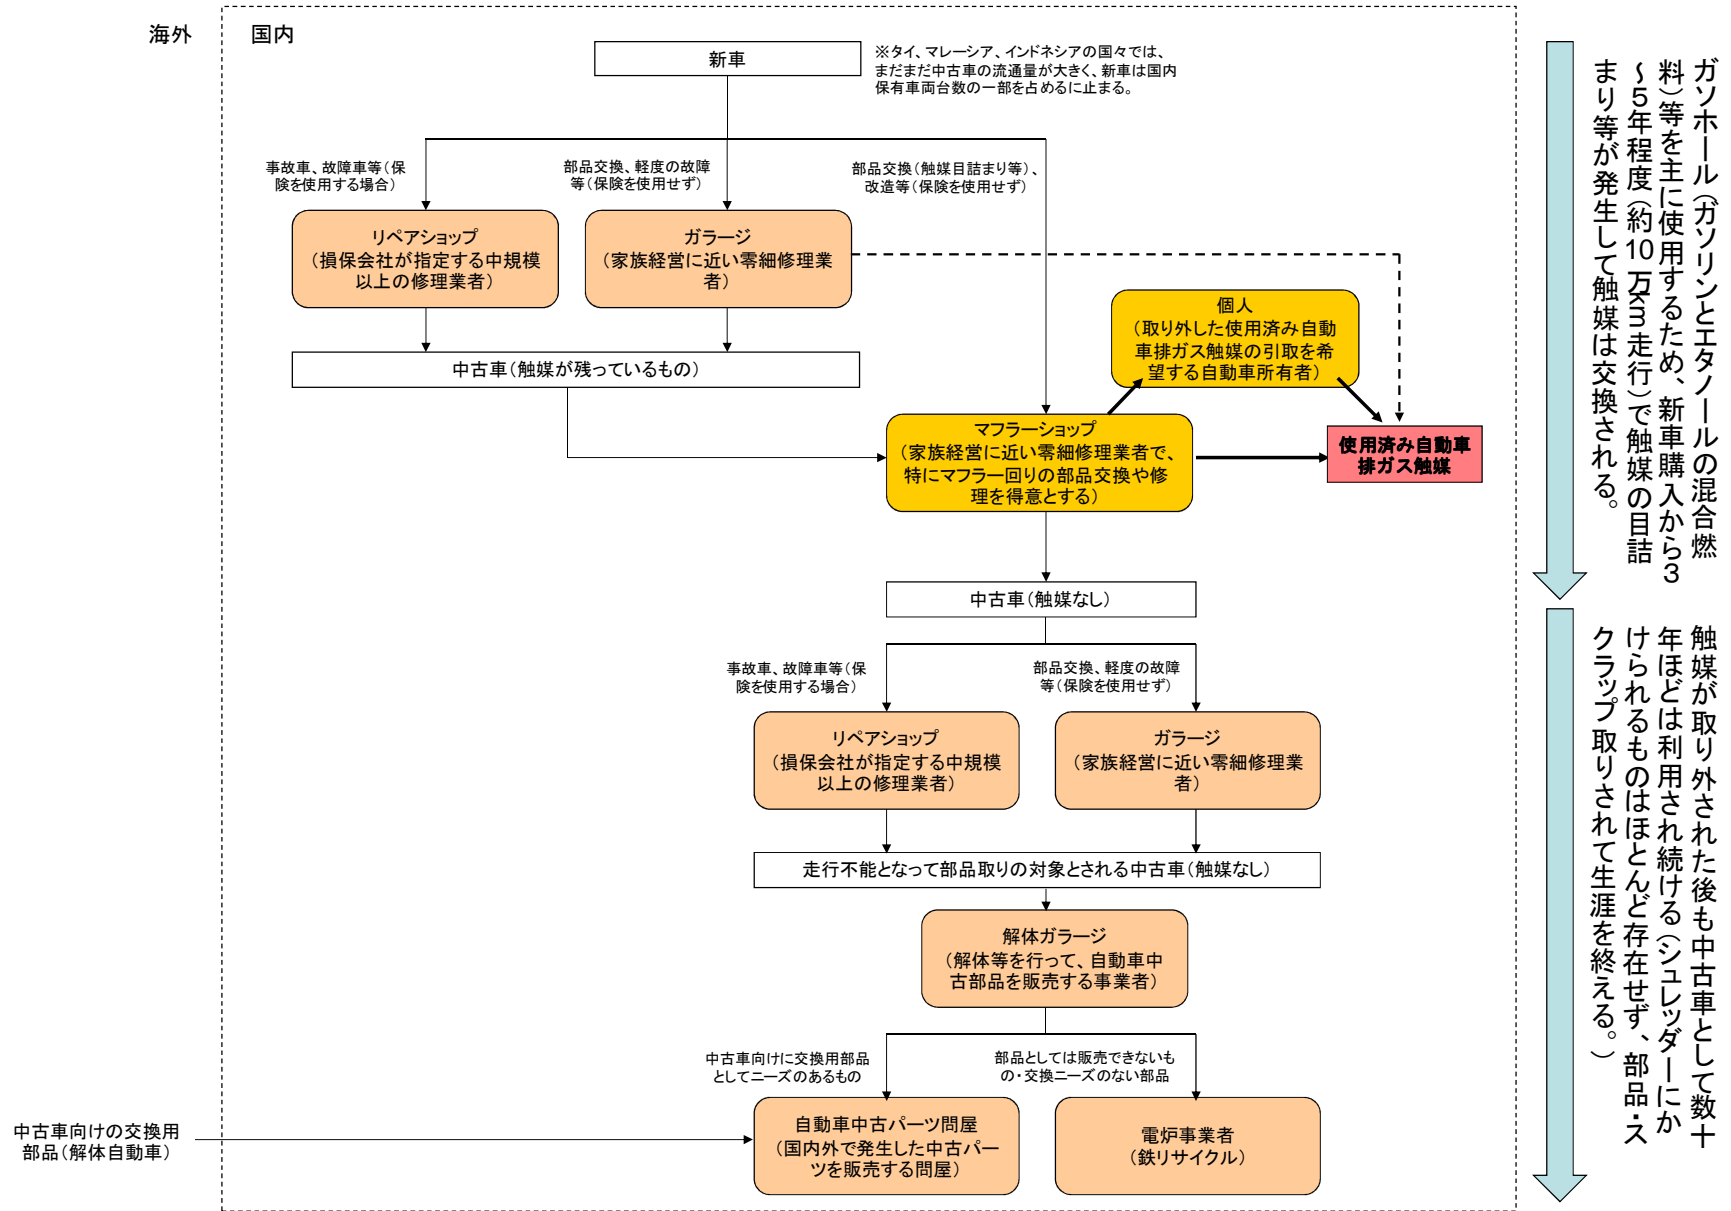 海外
国内
新車
※タイ、マレーシア、インドネシアの国々では、
まだまだ中古車の流通量が大きく、新車は国内
保有車両台数の一部を占めるに止まる。
事故車、故障車等(保
険を使用する場合)
部品交換、軽度の故障
等(保険を使用せず)
部品交換(触媒目詰まり等)、
改造等(保険を使用せず)
リペアショップ
(損保会社が指定する中規模
以上の修理業者)
ガラージ
(家族経営に近い零細修理業
者)
個人
(取り外した使用済み自動
車排ガス触媒の引取を希
望する自動車所有者)
中古車(触媒が残っているもの)
マフラーショップ
(家族経営に近い零細修理業者で、
特にマフラー回りの部品交換や修
理を得意とする)
使用済み自動車
排ガス触媒
中古車(触媒なし)
事故車、故障車等(保
険を使用する場合)
部品交換、軽度の故障
等(保険を使用せず)
リペアショップ
(損保会社が指定する中規模
以上の修理業者)
ガラージ
(家族経営に近い零細修理業
者)
走行不能となって部品取りの対象とされる中古車(触媒なし)
解体ガラージ
(解体等を行って、自動車中
古部品を販売する事業者)
中古車向けに交換用部品
としてニーズのあるもの
部品としては販売できないも
の・交換ニーズのない部品
中古車向けの交換用
部品(解体自動車)
自動車中古パーツ問屋
(国内外で発生した中古パー
ツを販売する問屋)
電炉事業者
(鉄リサイクル)
ガソホール(ガソリンとエタノールの混合燃
料)等を主に使用するため、新車購入から3
~5年程度(約10万km走行)で触媒の目詰
まり等が発生して触媒は交換される。
触媒が取り外された後も中古車として数十
年ほどは利用され続ける(シュレッダーにか
けられるものはほとんど存在せず、部品・ス
クラップ取りされて生涯を終える。)